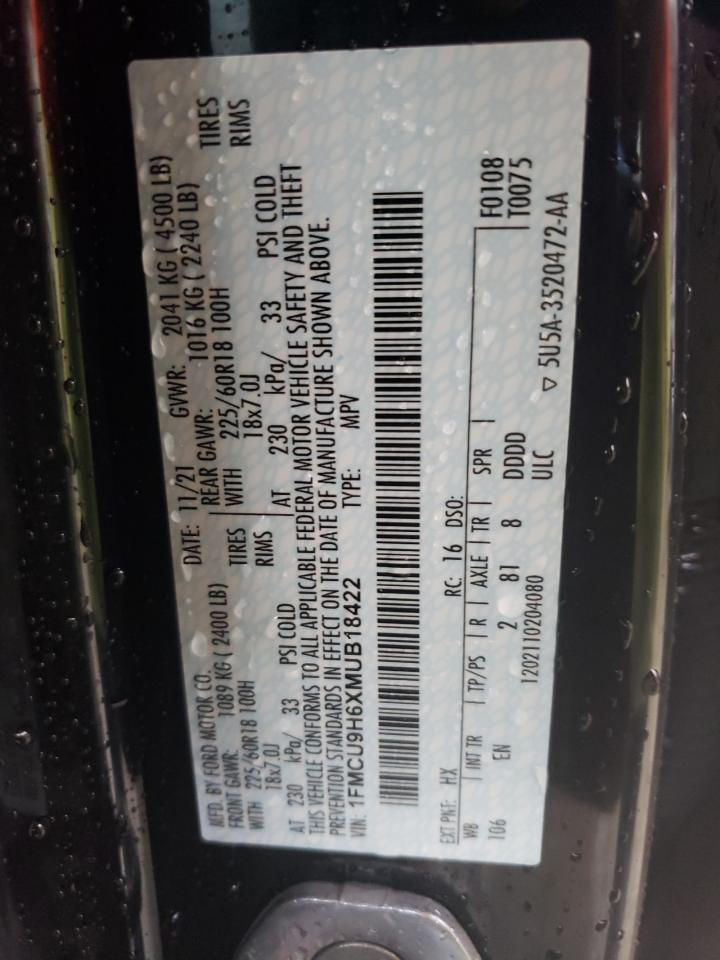 MFD. BY FORD MOTOR CO.
DATE: 11/21 GVWR: 2041 KG ( 4500 LB)
FRONT GAWR: 1089 KG ( 2400 LB) REAR GAWR: 1016 KG ( 2240 LB)
WITH 225/60R18 100H TIRES WITH 225/60R18 100H TIRES
18x7.0J RIMS 18x7.0J RIMS
AT 230 kPa/ 33 PSI COLD AT 230 kPa/ 33 PSI COLD
THIS VEHICLE CONFORMS TO ALL APPLICABLE FEDERAL MOTOR VEHICLE SAFETY AND THEFT
PREVENTION STANDARDS IN EFFECT ON THE DATE OF MANUFACTURE SHOWN ABOVE.
VIN: 1FMCU9H6XMUB18422 TYPE: MPV
EXT PNT: HX RC: 16 DSO:
WB INT TR TP/PS R AXLE TR SPR F0108
106 EN 2 81 8 DDDD T0075
1202110204080 ULC
▽ 5U5A-3520472-AA